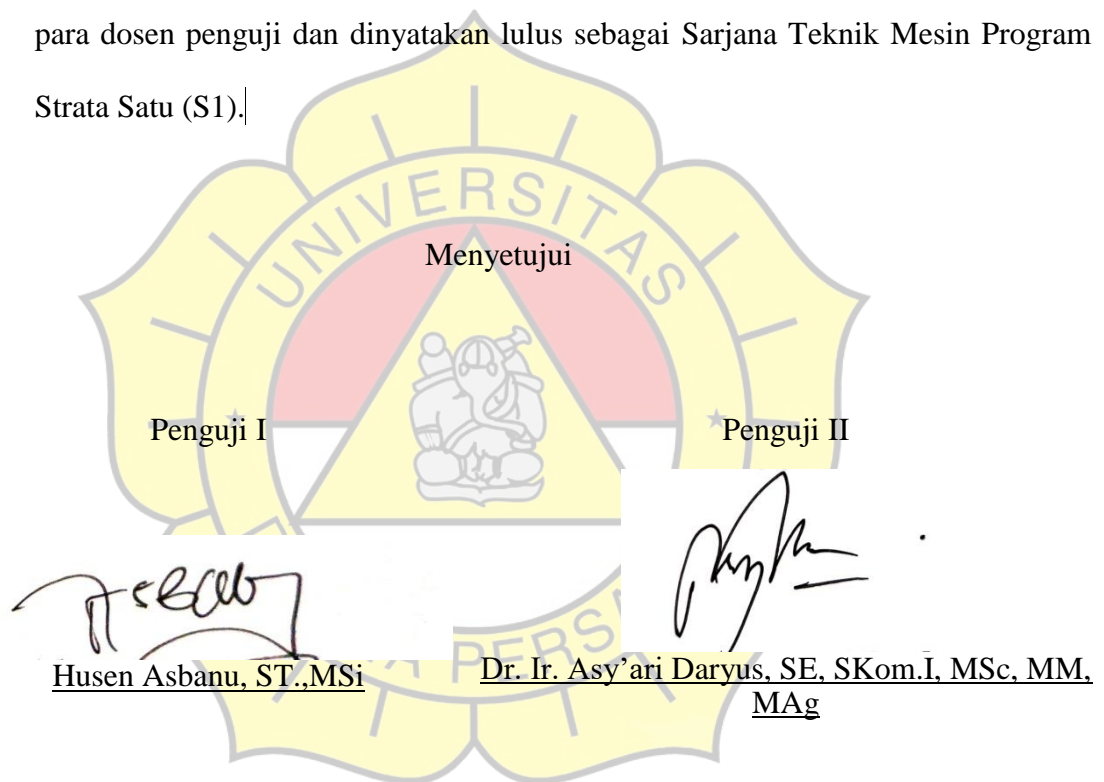 para dosen penguji dan dinyatakan lulus sebagai Sarjana Teknik Mesin Program
Strata Satu (S1).
UNIVERSITAS
Menyetujui
Penguji I
Penguji II
Husen Asbanu, ST.,MSi
Dr. Ir. Asy’ari Daryus, SE, SKom.I, MSc, MM,
MAg